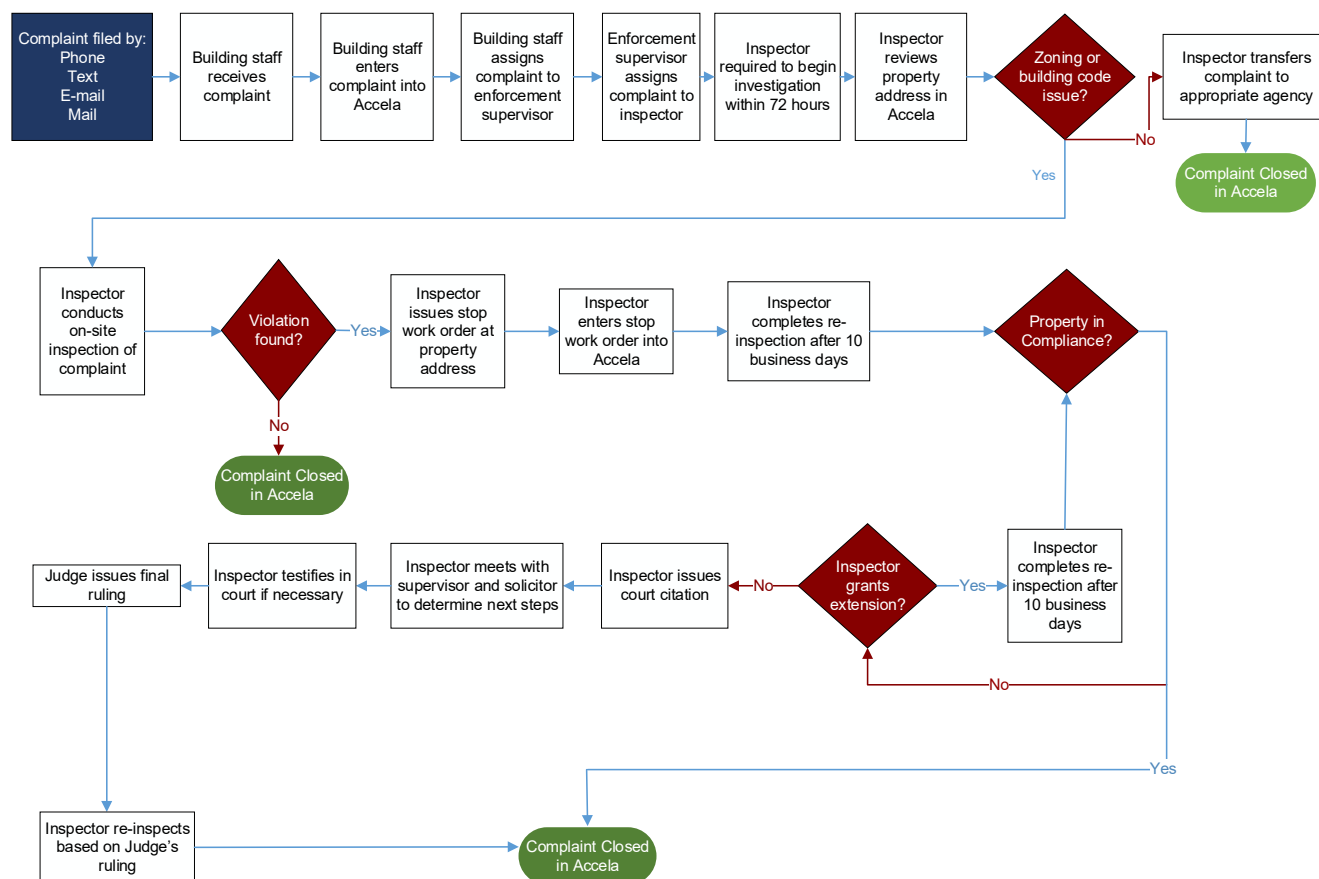 Complaint filed by:
Phone
Text
E-mail
Mail
Building staff
receives
complaint
Building staff
enters
complaint into
Accela
Building staff
assigns
complaint to
enforcement
supervisor
Enforcement
supervisor
assigns
complaint to
inspector
Inspector
required to begin
investigation
within 72 hours
Inspector
reviews
property
address in
Accela
Zoning or
building code
issue?
Inspector transfers
complaint to
appropriate agency
No
Yes
Complaint Closed
in Accela
Inspector
conducts
on-site
inspection of
complaint
Violation
found?
Yes
Inspector
issues stop
work order at
property
address
Inspector
enters stop
work order into
Accela
Inspector
completes re-
inspection after 10
business days
Property in
Compliance?
No
Complaint Closed
in Accela
Judge issues final
ruling
Inspector testifies in
court if necessary
Inspector meets with
supervisor and solicitor
to determine next steps
Inspector issues
court citation
No
Inspector
grants
extension?
Yes
Inspector
completes re-
inspection after
10 business
days
No
Yes
Inspector re-inspects
based on Judge's
ruling
Complaint Closed
in Accela